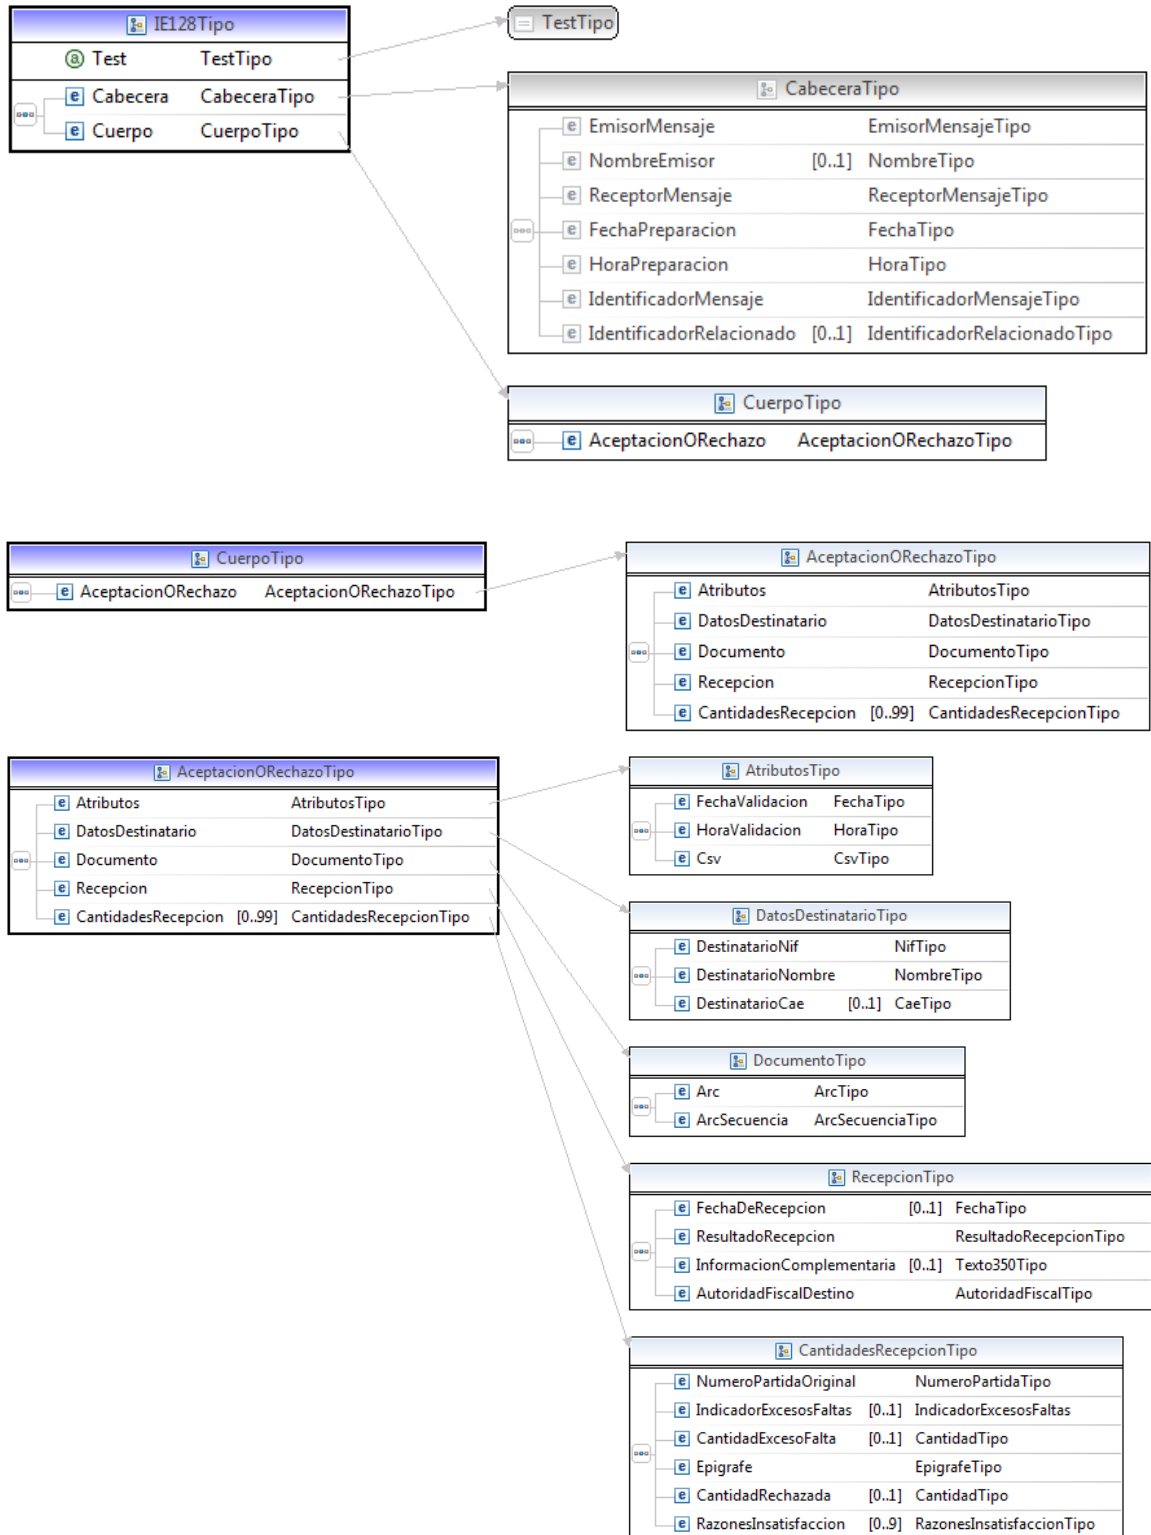 IE128Tipo
Test TestTipo
Cabecera CabeceraTipo
Cuerpo CuerpoTipo
TestTipo
CabeceraTipo
EmisorMensaje EmisorMensajeTipo
NombreEmisor [0..1] NombreTipo
ReceptorMensaje ReceptorMensajeTipo
FechaPreparacion FechaTipo
HoraPreparacion HoraTipo
IdentificadorMensaje IdentificadorMensajeTipo
IdentificadorRelacionado [0..1] IdentificadorRelacionadoTipo
CuerpoTipo
AceptacionORechazo AceptacionORechazoTipo
CuerpoTipo
AceptacionORechazo AceptacionORechazoTipo
AceptacionORechazoTipo
Atributos AtributosTipo
DatosDestinatario DatosDestinatarioTipo
Documento DocumentoTipo
Recepcion RecepcionTipo
CantidadesRecepcion [0..99] CantidadesRecepcionTipo
AceptacionORechazoTipo
Atributos AtributosTipo
DatosDestinatario DatosDestinatarioTipo
Documento DocumentoTipo
Recepcion RecepcionTipo
CantidadesRecepcion [0..99] CantidadesRecepcionTipo
AtributosTipo
FechaValidacion FechaTipo
HoraValidacion HoraTipo
Csv CsvTipo
DatosDestinatarioTipo
DestinatarioNif NifTipo
DestinatarioNombre NombreTipo
DestinatarioCae [0..1] CaeTipo
DocumentoTipo
Arc ArcTipo
ArcSecuencia ArcSecuenciaTipo
RecepcionTipo
FechaDeRecepcion [0..1] FechaTipo
ResultadoRecepcion ResultadoRecepcionTipo
InformacionComplementaria [0..1] Texto350Tipo
AutoridadFiscalDestino AutoridadFiscalTipo
CantidadesRecepcionTipo
NumeroPartidaOriginal NumeroPartidaTipo
IndicadorExcesosFaltas [0..1] IndicadorExcesosFaltas
CantidadExcesoFalta [0..1] CantidadTipo
Epigrafe EpigrafeTipo
CantidadRechazada [0..1] CantidadTipo
RazonesInsatisfaccion [0..9] RazonesInsatisfaccionTipo